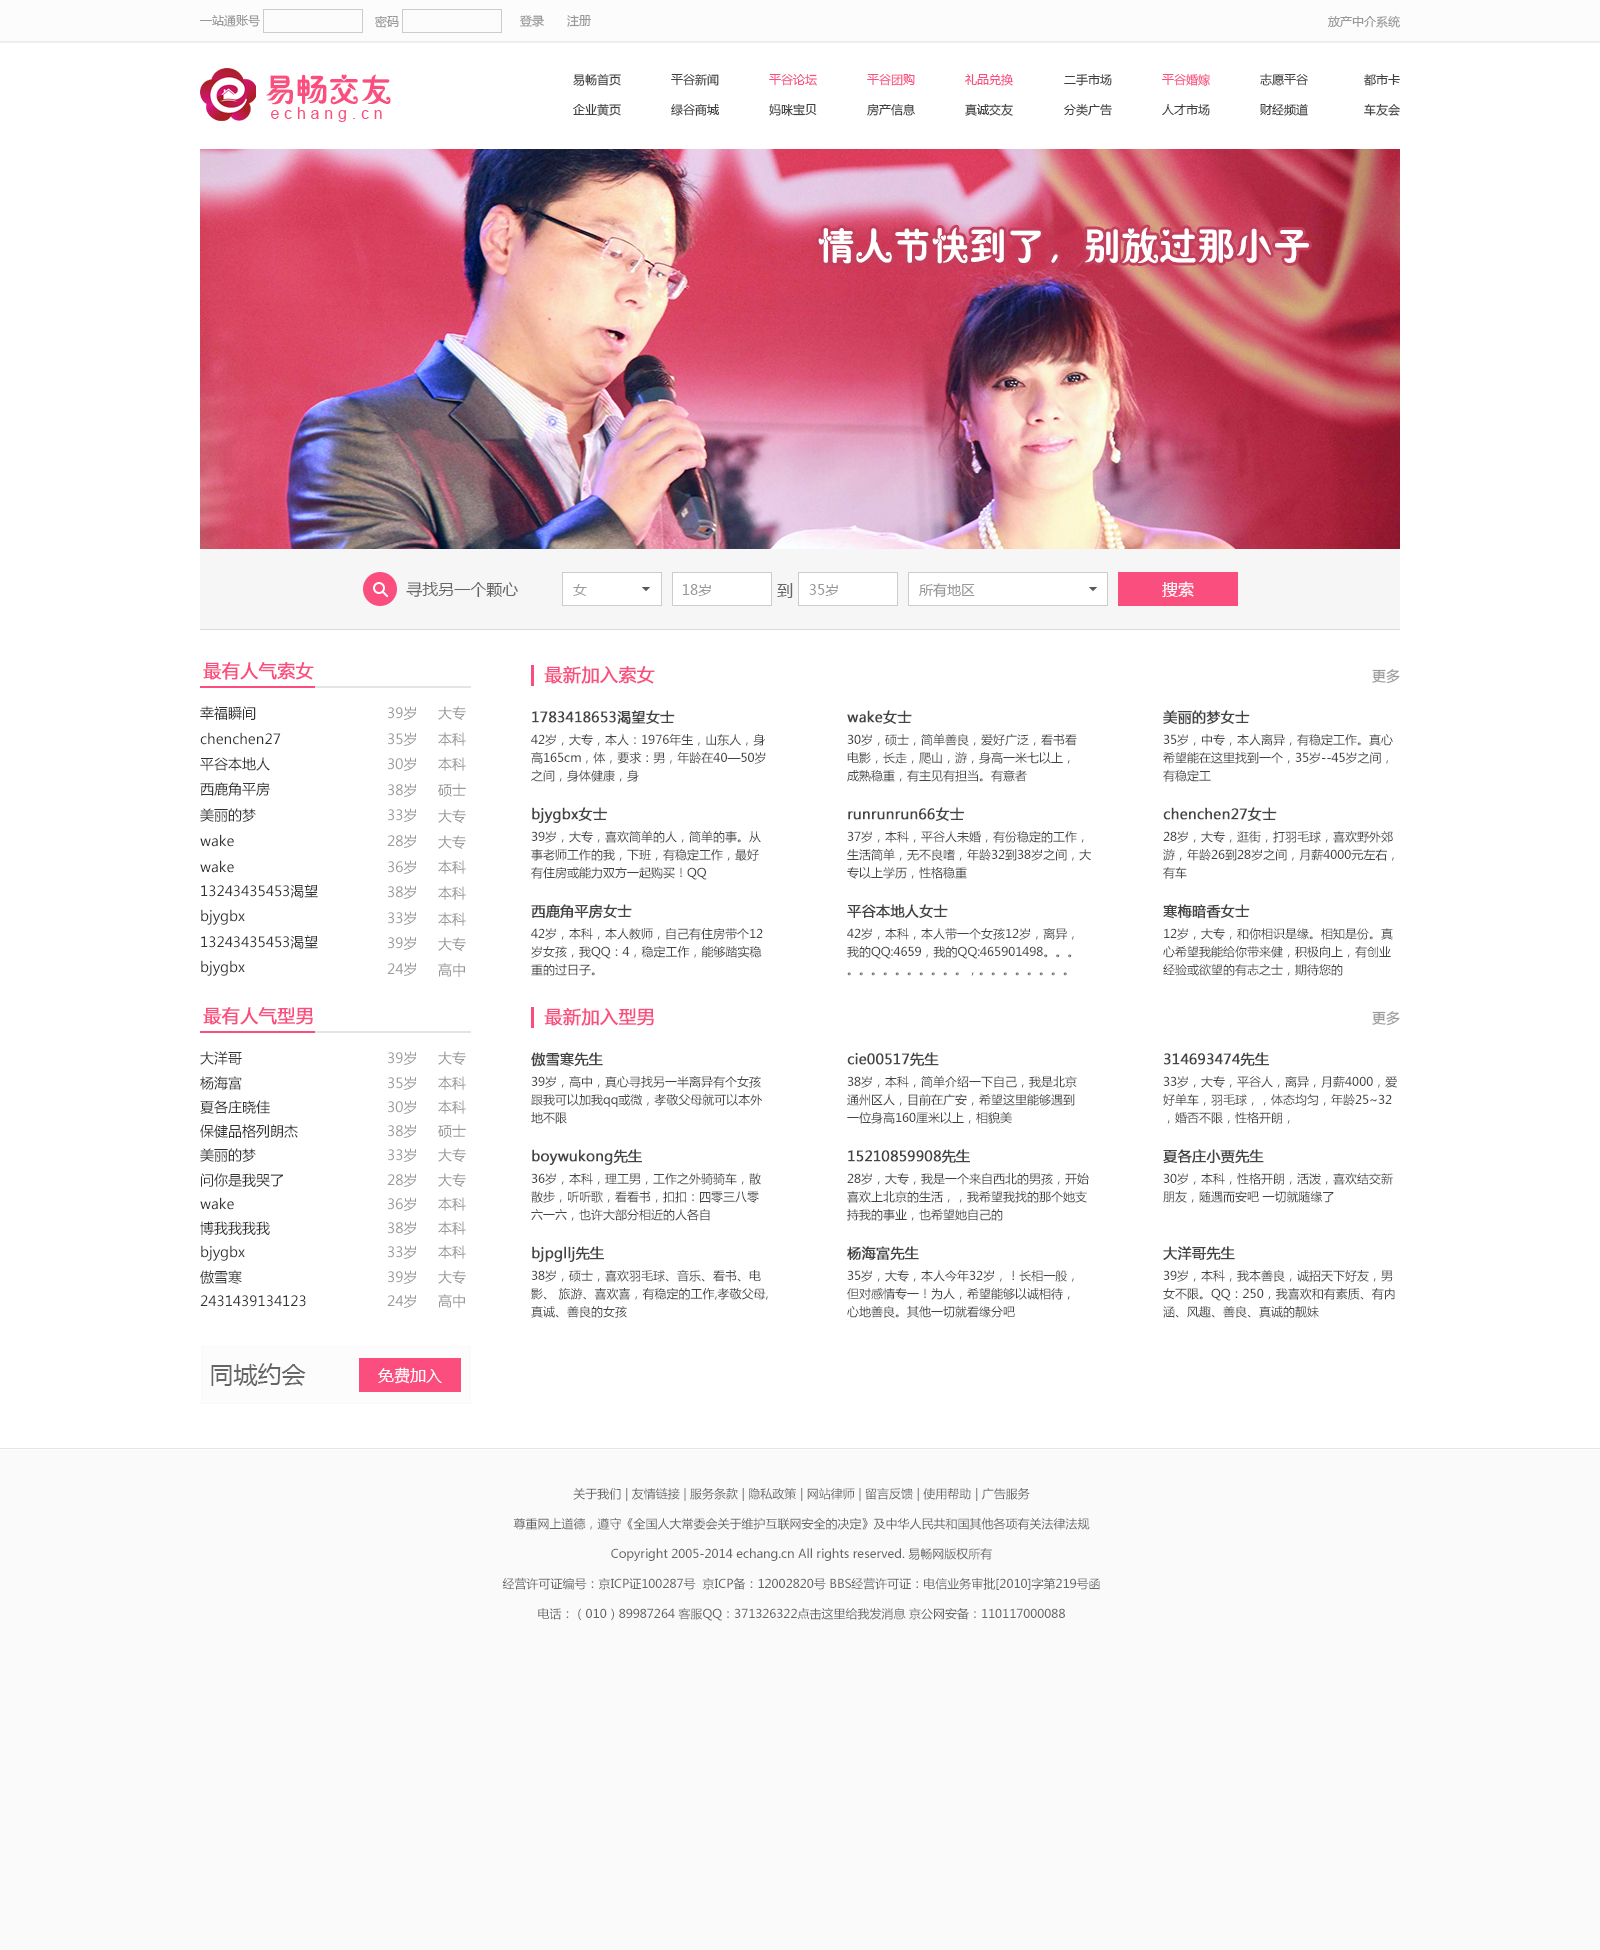 一站通账号 密码 登录 注册 放产中介系统
易畅交友
echang.cn
易畅首页 平谷新闻 平谷论坛 平谷团购 礼品兑换 二手市场 平谷婚嫁 志愿平谷 都市卡
企业黄页 绿谷商城 妈咪宝贝 房产信息 真诚交友 分类广告 人才市场 财经频道 车友会
情人节快到了，别放过那小子
寻找另一个颗心 女 18岁 到 35岁 所有地区 搜索
最有人气索女
幸福瞬间 39岁 大专
chenchen27 35岁 本科
平谷本地人 30岁 本科
西鹿角平房 38岁 硕士
美丽的梦 33岁 大专
wake 28岁 大专
wake 36岁 本科
13243435453渴望 38岁 本科
bjygbx 33岁 本科
13243435453渴望 39岁 大专
bjygbx 24岁 高中
最有人气型男
大洋哥 39岁 大专
杨海富 35岁 本科
夏各庄晓佳 30岁 本科
保健品格列朗杰 38岁 硕士
美丽的梦 33岁 大专
问你是我哭了 28岁 大专
wake 36岁 本科
博我我我我 38岁 本科
bjygbx 33岁 本科
傲雪寒 39岁 大专
2431439134123 24岁 高中
同城约会 免费加入
最新加入索女 更多
1783418653渴望女士
42岁，大专，本人：1976年生，山东人，身
高165cm，体，要求：男，年龄在40—50岁
之间，身体健康，身
wake女士
30岁，硕士，简单善良，爱好广泛，看书看
电影，长走，爬山，游，身高一米七以上，
成熟稳重，有主见有担当。有意者
美丽的梦女士
35岁，中专，本人离异，有稳定工作。真心
希望能在这里找到一个，35岁--45岁之间，
有稳定工
bjygbx女士
39岁，大专，喜欢简单的人，简单的事。从
事老师工作的我，下班，有稳定工作，最好
有住房或能力双方一起购买！QQ
runrunrun66女士
37岁，本科，平谷人未婚，有份稳定的工作，
生活简单，无不良嗜，年龄32到38岁之间，大
专以上学历，性格稳重
chenchen27女士
28岁，大专，逛街，打羽毛球，喜欢野外郊
游，年龄26到28岁之间，月薪4000元左右，
有车
西鹿角平房女士
42岁，本科，本人教师，自己有住房带个12
岁女孩，我QQ：4，稳定工作，能够踏实稳
重的过日子。
平谷本地人女士
42岁，本科，本人带一个女孩12岁，离异，
我的QQ:4659，我的QQ:465901498。。。
。。。。。。。。。。，。。。。。。。。
寒梅暗香女士
12岁，大专，和你相识是缘。相知是份。真
心希望我能给你带来健，积极向上，有创业
经验或欲望的有志之士，期待您的
最新加入型男 更多
傲雪寒先生
39岁，高中，真心寻找另一半离异有个女孩
跟我可以加我qq或微，孝敬父母就可以本外
地不限
cie00517先生
38岁，本科，简单介绍一下自己，我是北京
通州区人，目前在广安，希望这里能够遇到
一位身高160厘米以上，相貌美
314693474先生
33岁，大专，平谷人，离异，月薪4000，爱
好单车，羽毛球，，体态均匀，年龄25~32
，婚否不限，性格开朗，
boywukong先生
36岁，本科，理工男，工作之外骑骑车，散
散步，听听歌，看看书，扣扣：四零三八零
六一六，也许大部分相近的人各自
15210859908先生
28岁，大专，我是一个来自西北的男孩，开始
喜欢上北京的生活，，我希望我找的那个她支
持我的事业，也希望她自己的
夏各庄小贾先生
30岁，本科，性格开朗，活泼，喜欢结交新
朋友，随遇而安吧 一切就随缘了
bjpgllj先生
38岁，硕士，喜欢羽毛球、音乐、看书、电
影、 旅游、喜欢喜，有稳定的工作,孝敬父母,
真诚、善良的女孩
杨海富先生
35岁，大专，本人今年32岁，！长相一般，
但对感情专一！为人，希望能够以诚相待，
心地善良。其他一切就看缘分吧
大洋哥先生
39岁，本科，我本善良，诚招天下好友，男
女不限。QQ：250，我喜欢和有素质、有内
涵、风趣、善良、真诚的靓妹
关于我们 | 友情链接 | 服务条款 | 隐私政策 | 网站律师 | 留言反馈 | 使用帮助 | 广告服务
尊重网上道德，遵守《全国人大常委会关于维护互联网安全的决定》及中华人民共和国其他各项有关法律法规
Copyright 2005-2014 echang.cn All rights reserved. 易畅网版权所有
经营许可证编号：京ICP证100287号 京ICP备：12002820号 BBS经营许可证：电信业务审批[2010]字第219号函
电话：（010）89987264 客服QQ：371326322点击这里给我发消息 京公网安备：110117000088